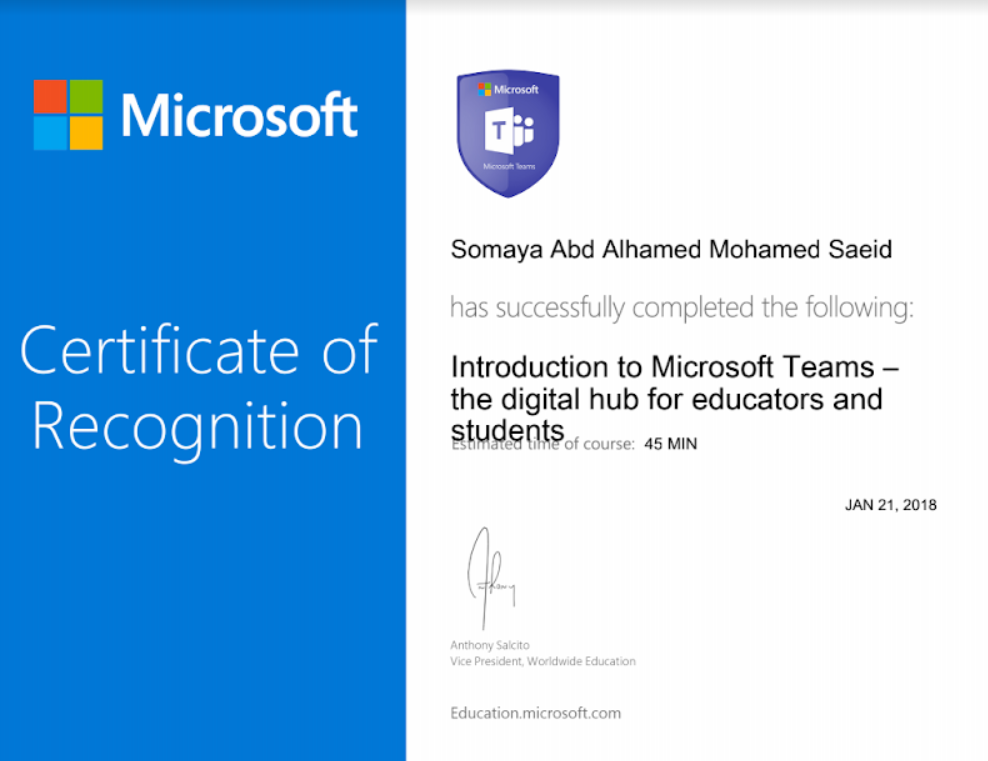 Microsoft
Certificate of
Recognition
Microsoft
T
Microsoft Teams
Somaya Abd Alhamed Mohamed Saeid
has successfully completed the following:
Introduction to Microsoft Teams –
the digital hub for educators and
students
Estimated time of course: 45 MIN
JAN 21, 2018
Anthony
Anthony Salcito
Vice President, Worldwide Education
Education.microsoft.com